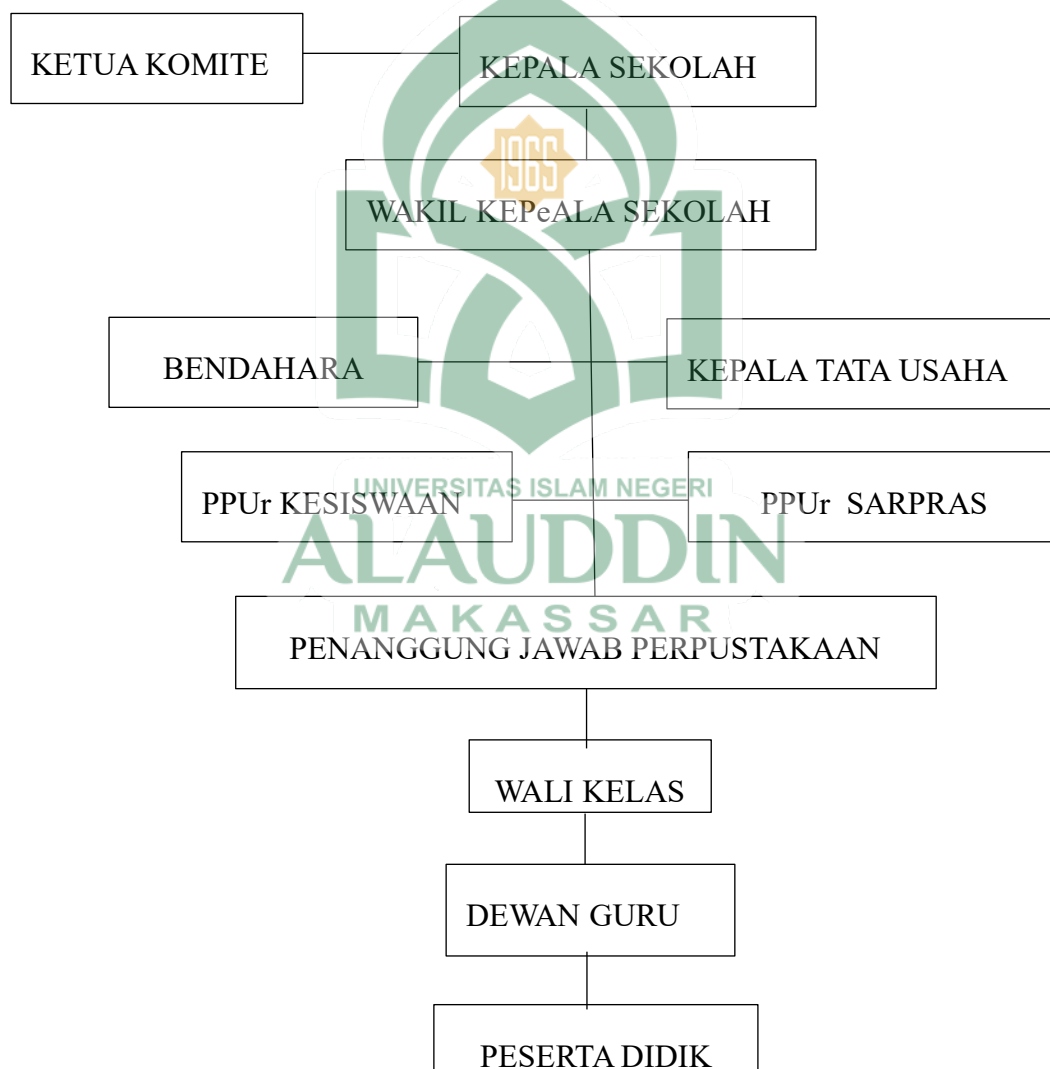 KETUA KOMITE
KEPALA SEKOLAH
1965
WAKIL KEPeALA SEKOLAH
BENDAHARA
KEPALA TATA USAHA
PPUr KESISWAAN
PPUr  SARPRAS
UNIVERSITAS ISLAM NEGERI
ALAUDDIN
MAKASSAR
PENANGGUNG JAWAB PERPUSTAKAAN
WALI KELAS
DEWAN GURU
PESERTA DIDIK